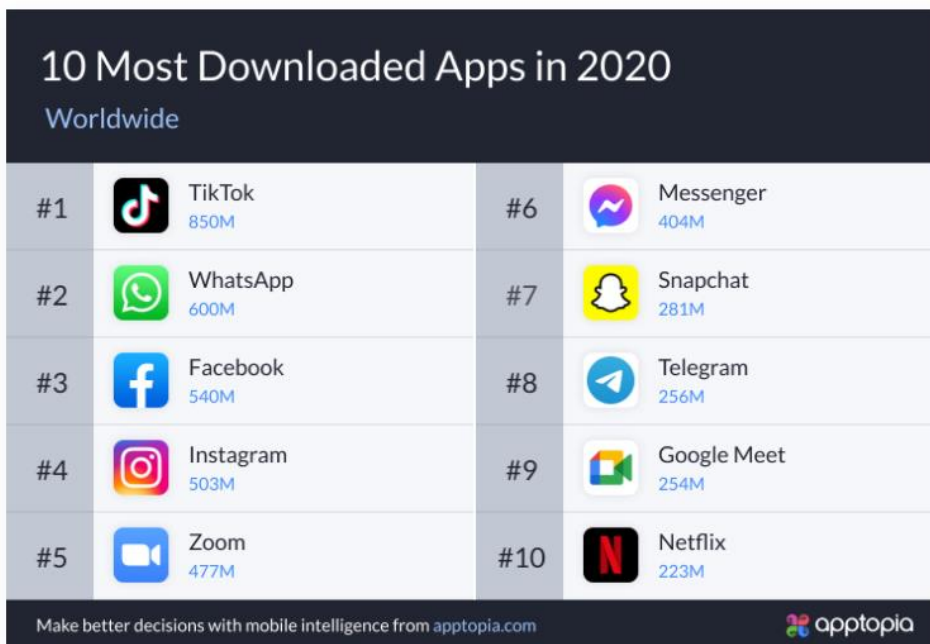 10 Most Downloaded Apps in 2020
Worldwide
#1
TikTok
850M
#2
WhatsApp
600M
#3
Facebook
540M
#4
Instagram
503M
#5
Zoom
477M
#6
Messenger
404M
#7
Snapchat
281M
#8
Telegram
256M
#9
Google Meet
254M
#10
Netflix
223M
Make better decisions with mobile intelligence from apptopia.com
apptopia